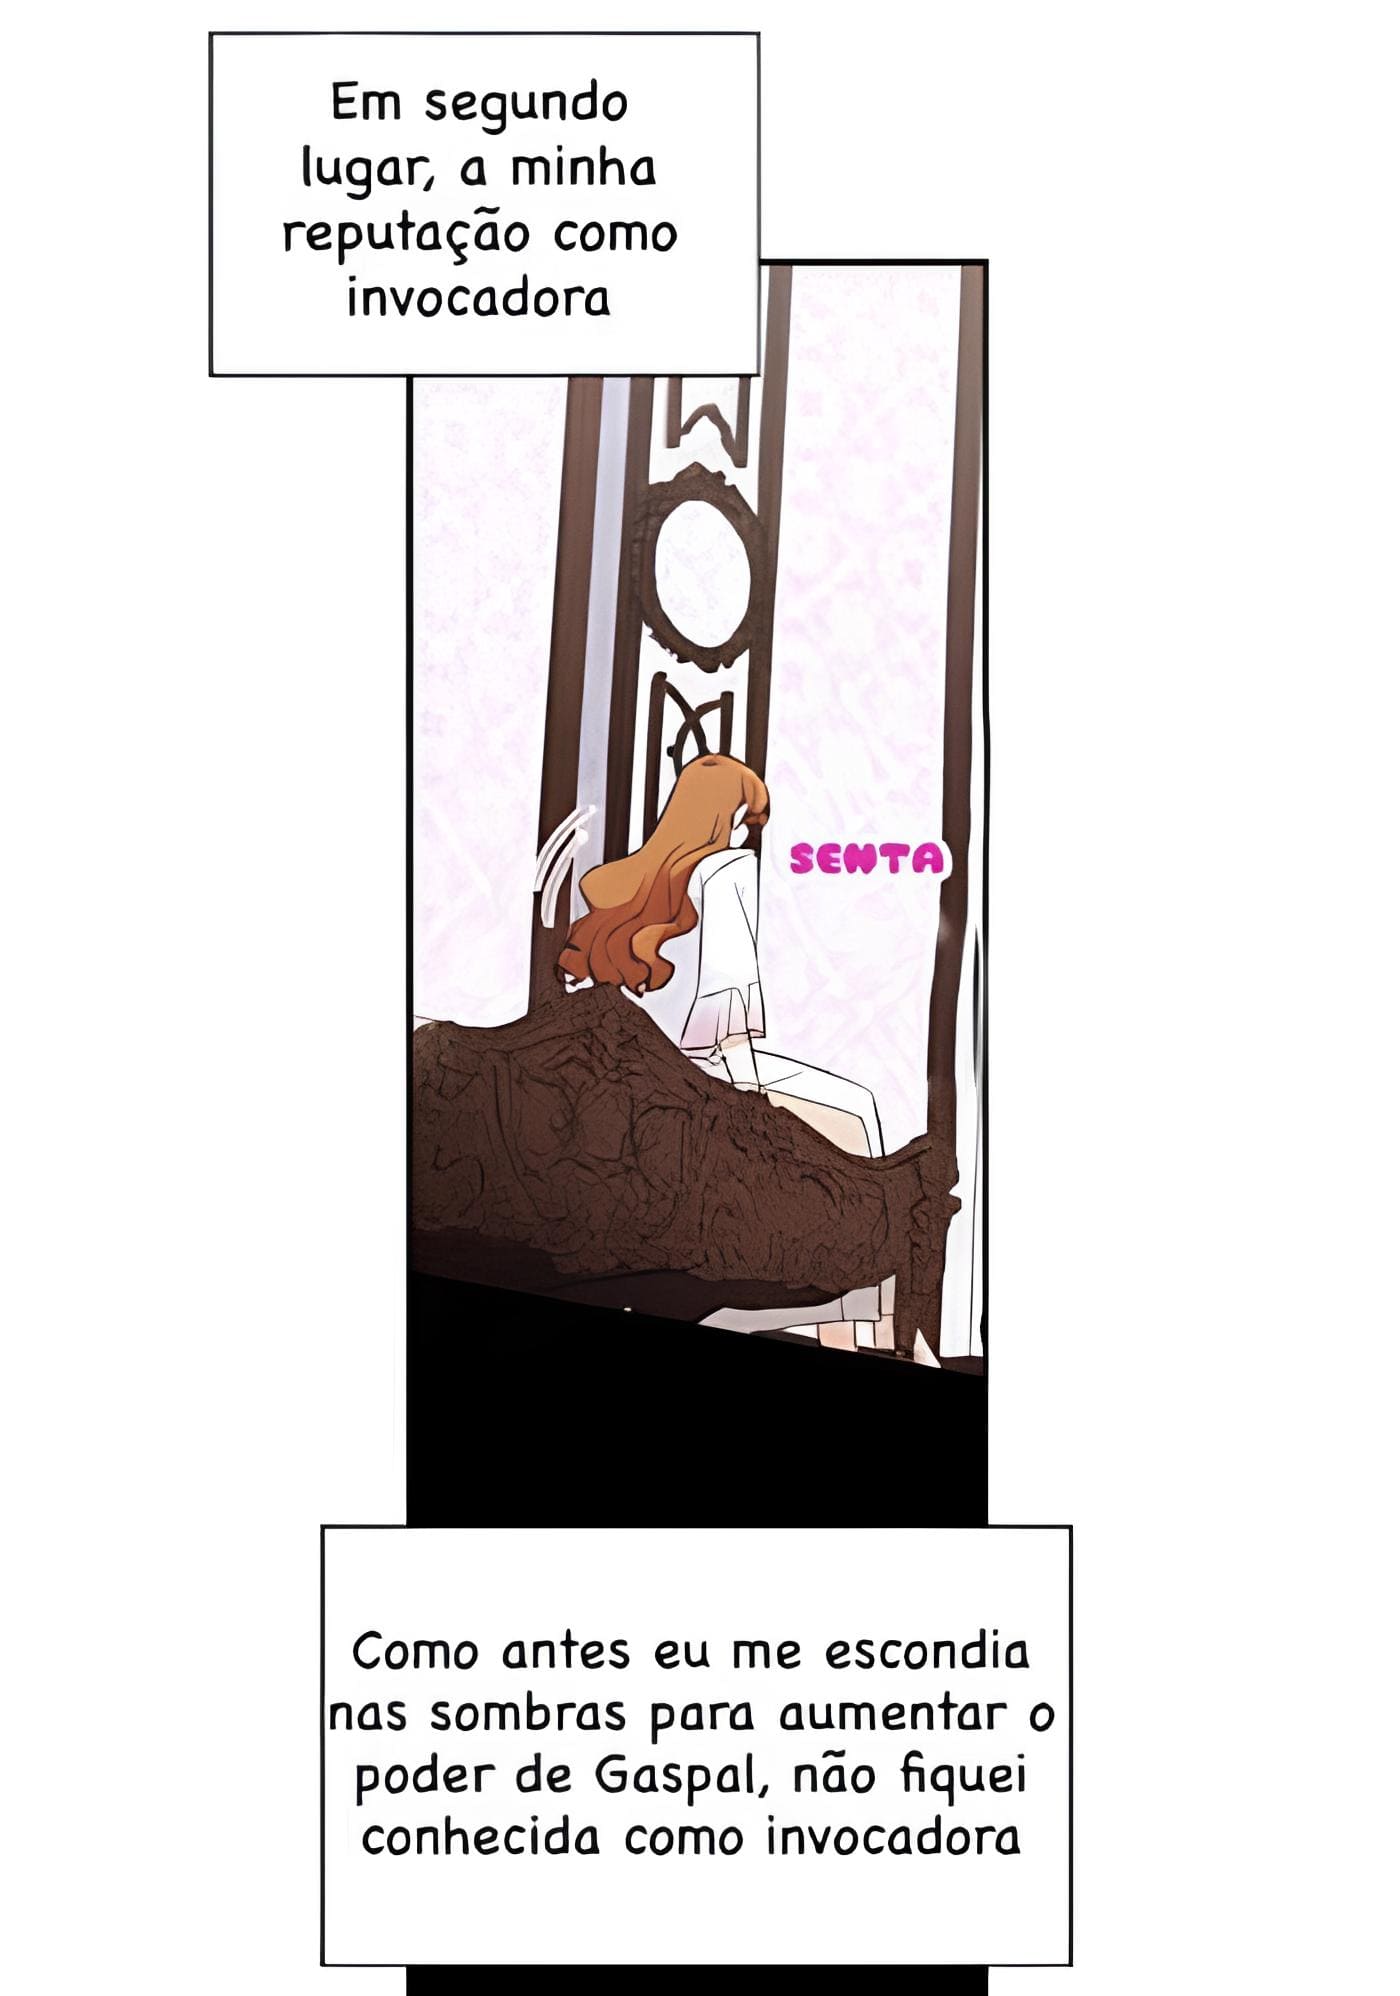 Em segundo
lugar, a minha
reputação como
invocadora
SENTA
Como antes eu me escondia
nas sombras para aumentar o
poder de Gaspal, não fiquei
conhecida como invocadora